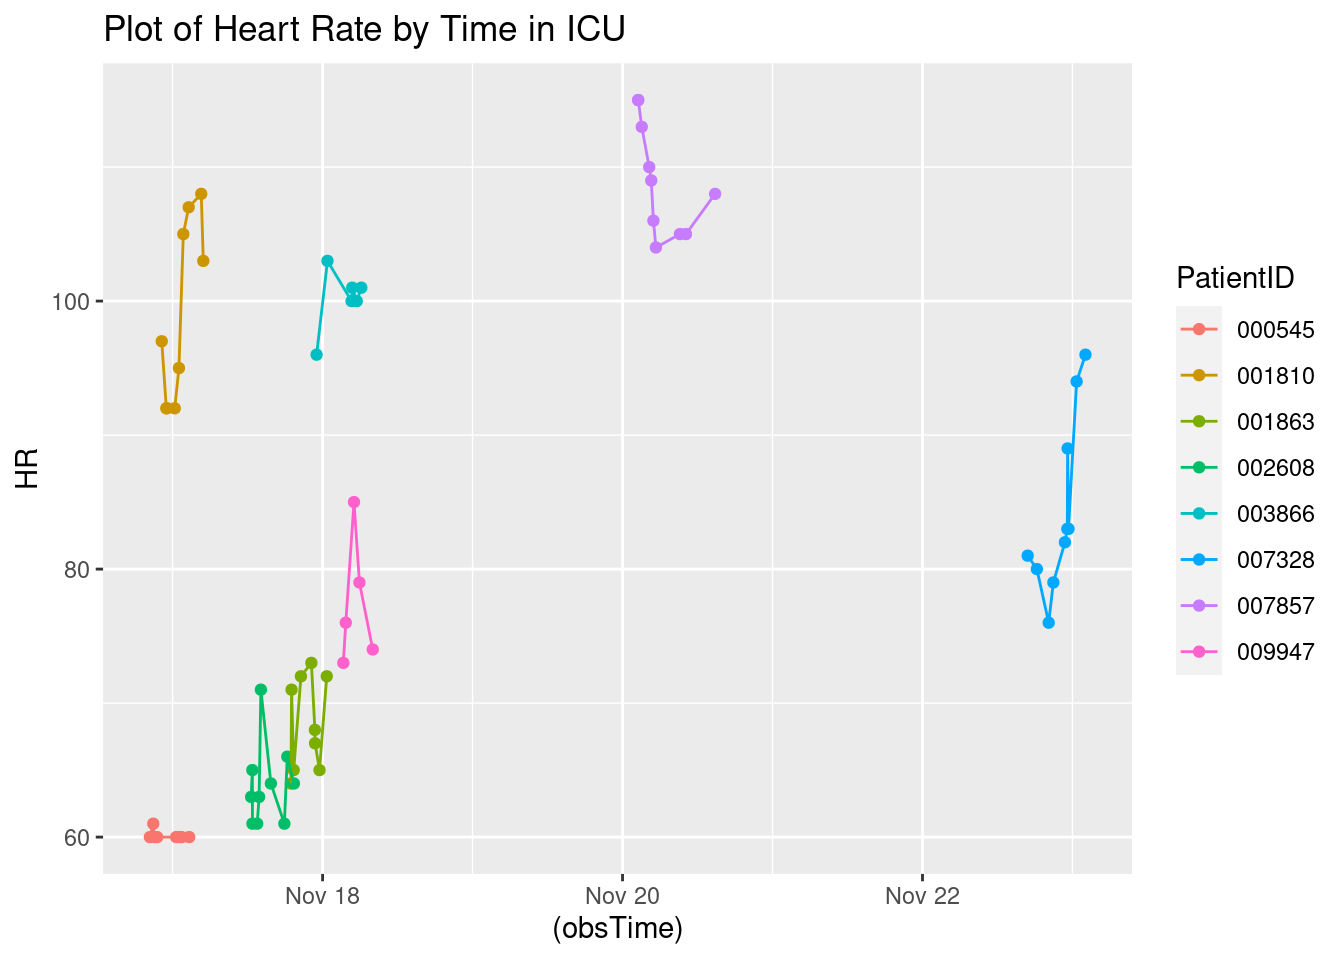 Plot of Heart Rate by Time in ICU
HR
100
80
60
Nov 18
Nov 20
Nov 22
(obsTime)
PatientID
000545
001810
001863
002608
003866
007328
007857
009947